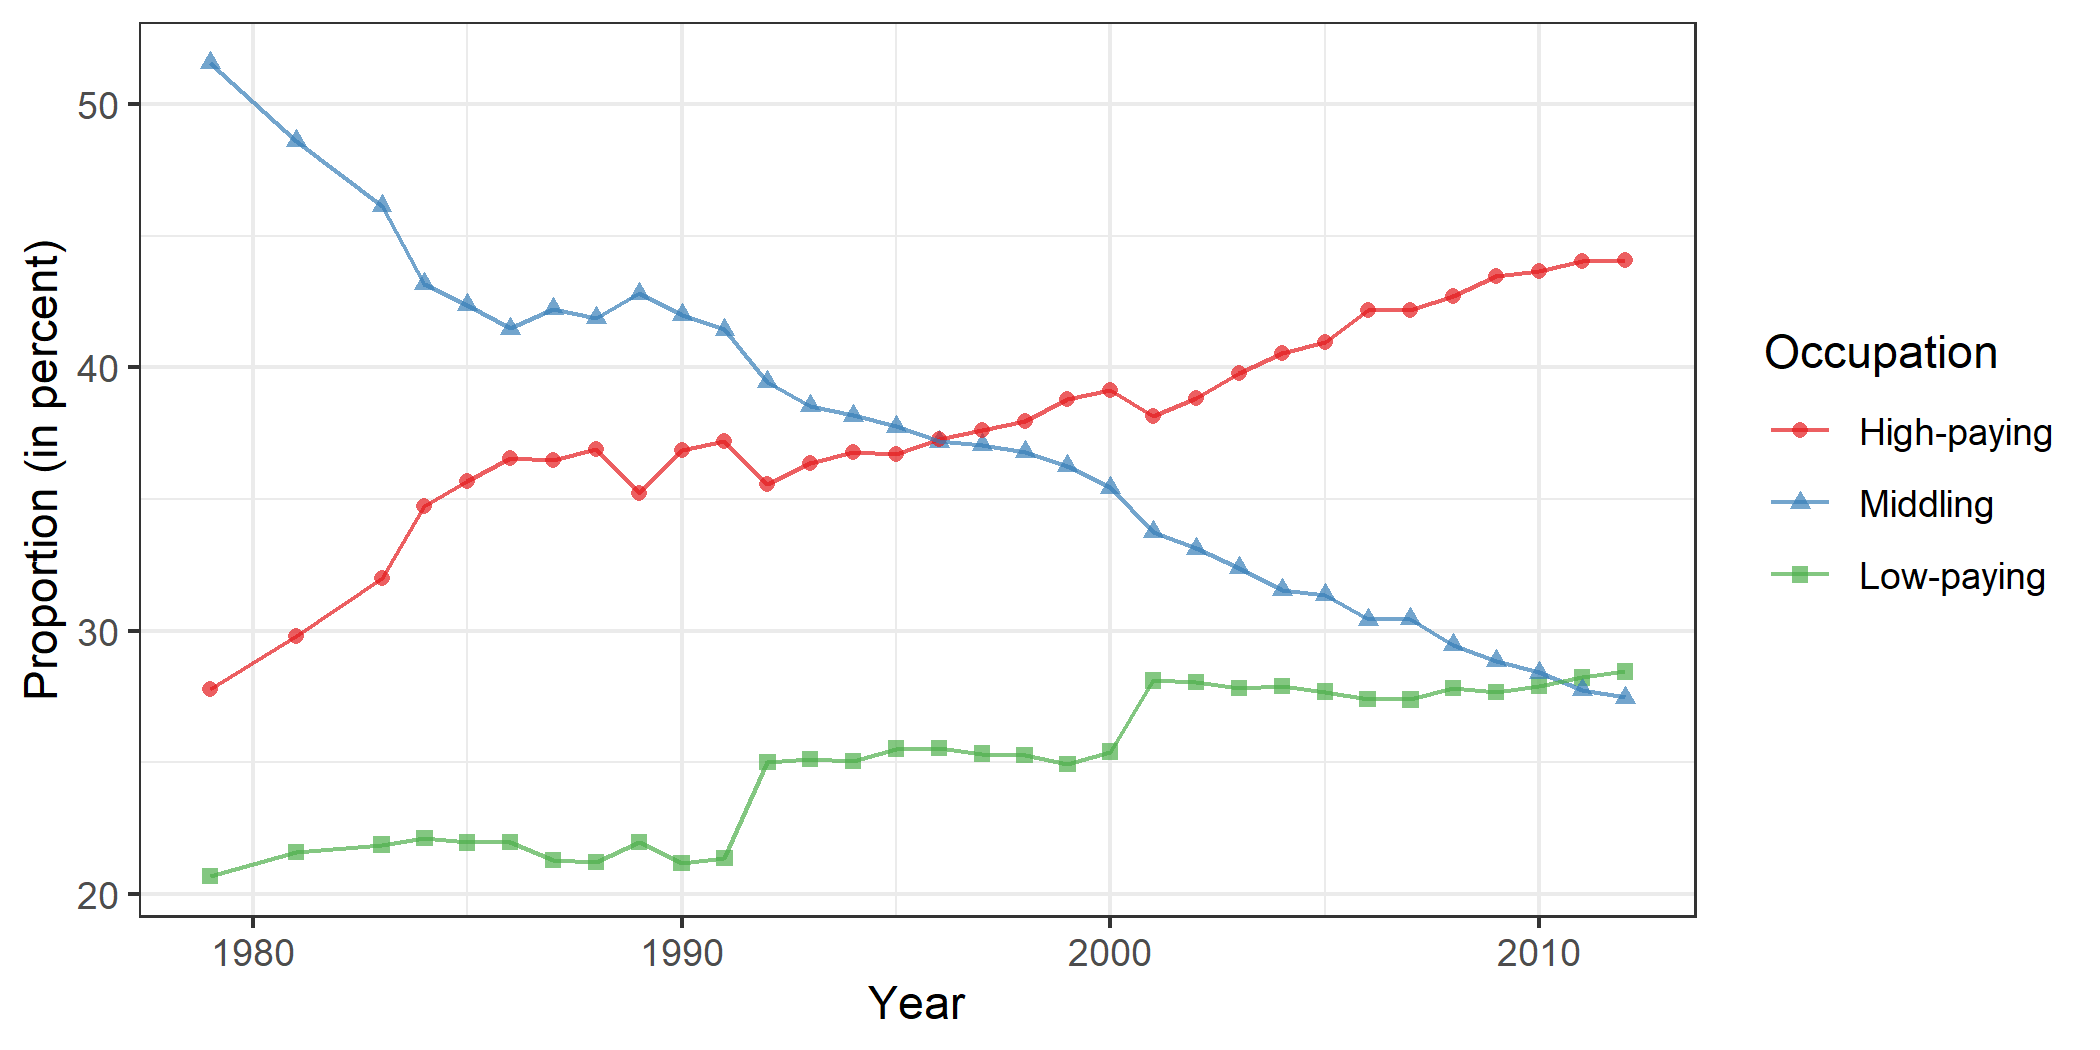 Proportion (in percent)
50
40
30
20
1980 1990 2000 2010
Year
Occupation
High-paying
Middling
Low-paying